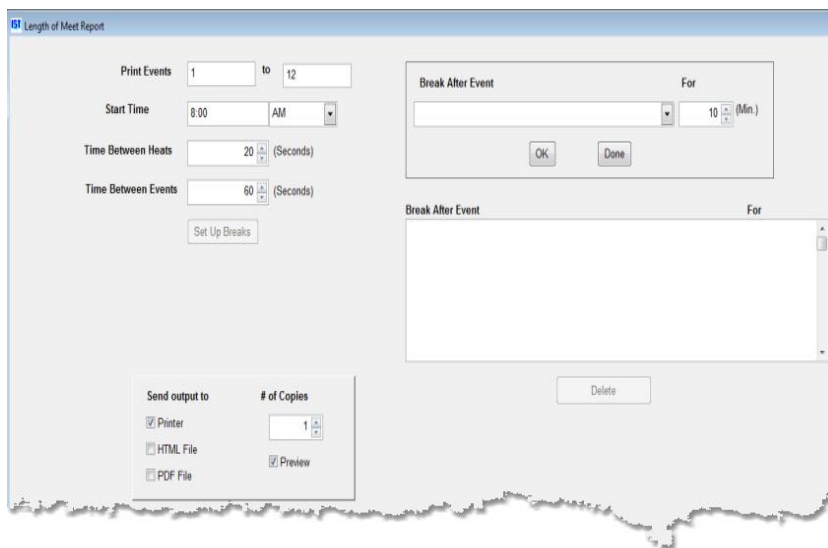 IST Length of Meet Report
Print Events 1 to 12
Start Time 8:00 AM
Time Between Heats 20 (Seconds)
Time Between Events 60 (Seconds)
Set Up Breaks
Break After Event For
10 (Min.)
OK Done
Break After Event For
Delete
Send output to # of Copies
Printer 1
HTML File
Preview
PDF File